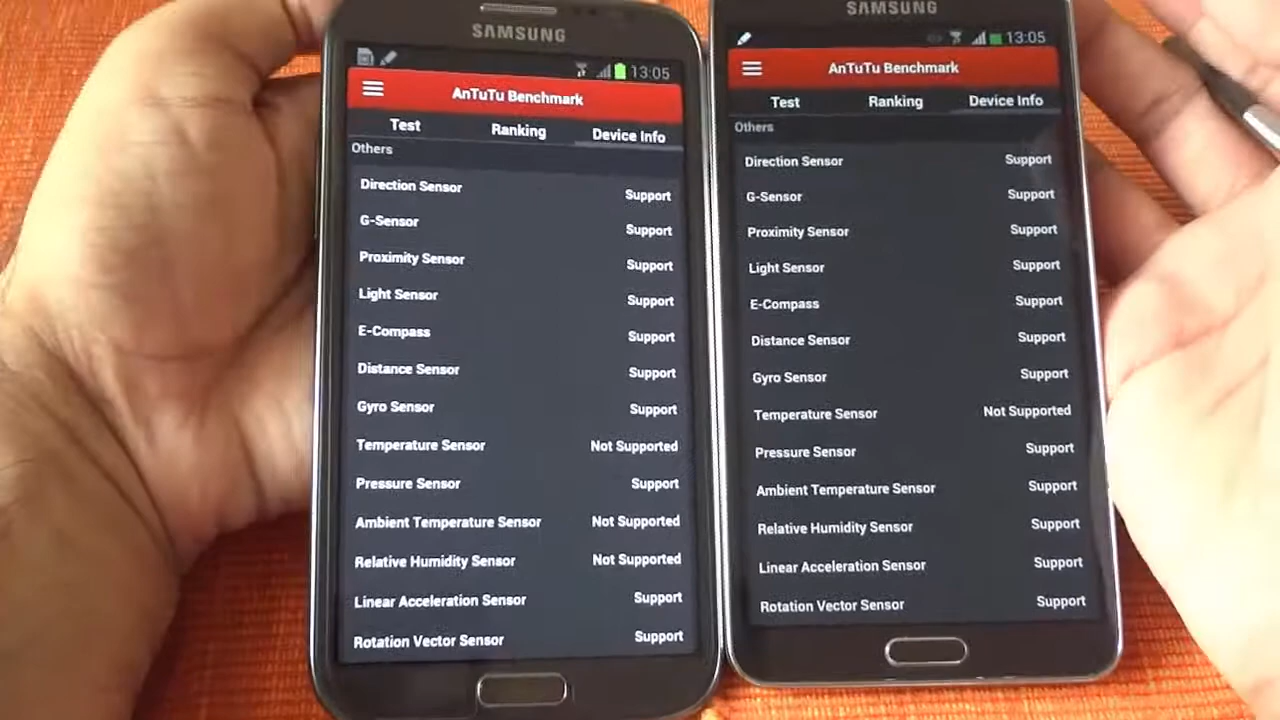 SAMSUNG
13:05
AnTuTu Benchmark
Test Ranking Device Info
Others
Direction Sensor Support
G-Sensor Support
Proximity Sensor Support
Light Sensor Support
E-Compass Support
Distance Sensor Support
Gyro Sensor Support
Temperature Sensor Not Supported
Pressure Sensor Support
Ambient Temperature Sensor Not Supported
Relative Humidity Sensor Not Supported
Linear Acceleration Sensor Support
Rotation Vector Sensor Support
SAMSUNG
13:05
AnTuTu Benchmark
Test Ranking Device Info
Others
Direction Sensor Support
G-Sensor Support
Proximity Sensor Support
Light Sensor Support
E-Compass Support
Distance Sensor Support
Gyro Sensor Support
Temperature Sensor Not Supported
Pressure Sensor Support
Ambient Temperature Sensor Support
Relative Humidity Sensor Support
Linear Acceleration Sensor Support
Rotation Vector Sensor Support